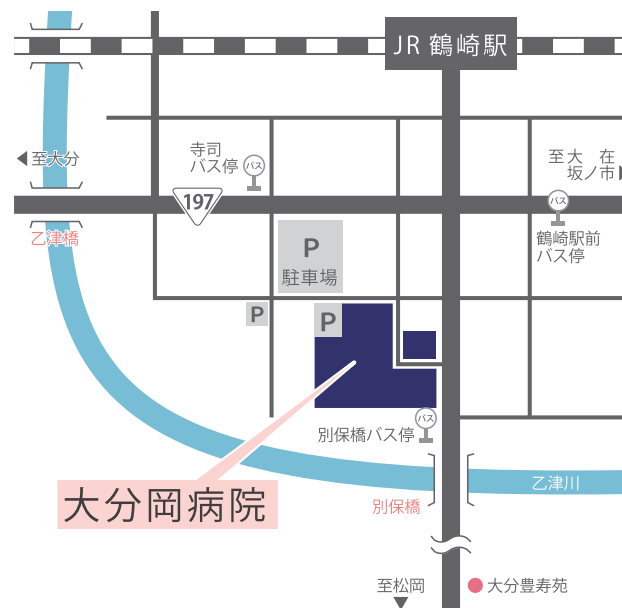 JR 鶴崎駅
寺司
バス停
バス
至大分
至 大 在
坂ノ市
197
バス
乙津橋
鶴崎駅前
バス停
P
駐車場
P
P
バス
別保橋バス停
大分岡病院
乙津川
別保橋
至松岡
大分豊寿苑